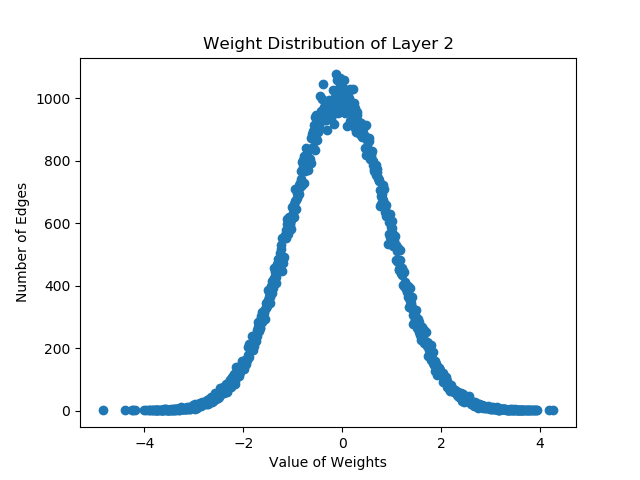 Weight Distribution of Layer 2
1000
800
600
400
200
0
Number of Edges
−4 −2 0 2 4
Value of Weights